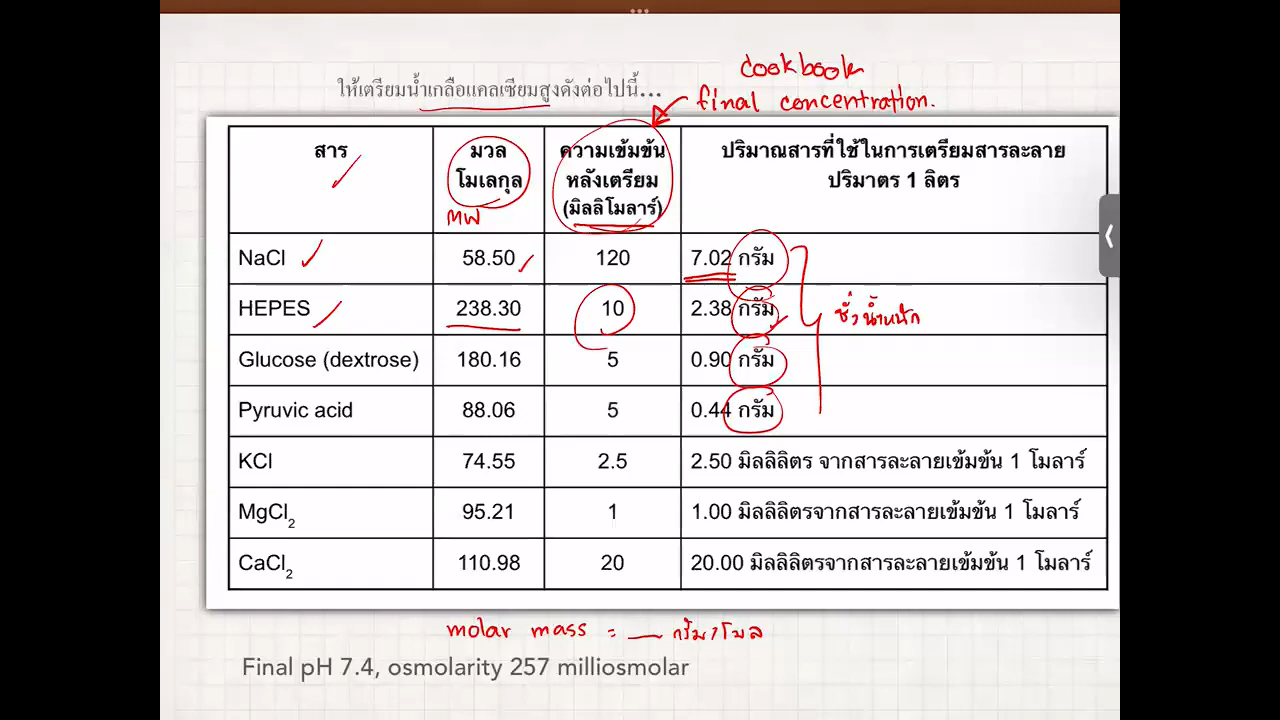 cookbook
ให้เตรียมน้ำเกลือแคลเซียมสูงดังต่อไปนี้...
final concentration.
สาร
มวล
โมเลกุล
MW
ความเข้มข้น
หลังเตรียม
(มิลลิโมลาร์)
ปริมาณสารที่ใช้ในการเตรียมสารละลาย
ปริมาตร 1 ลิตร
NaCl 58.50 120 7.02 กรัม
HEPES 238.30 10 2.38 กรัม
ชั่งน้ำหนัก
Glucose (dextrose) 180.16 5 0.90 กรัม
Pyruvic acid 88.06 5 0.44 กรัม
KCl 74.55 2.5 2.50 มิลลิลิตร จากสารละลายเข้มข้น 1 โมลาร์
MgCl₂ 95.21 1 1.00 มิลลิลิตรจากสารละลายเข้มข้น 1 โมลาร์
CaCl₂ 110.98 20 20.00 มิลลิลิตรจากสารละลายเข้มข้น 1 โมลาร์
molar mass = __ กรัม/โมล
Final pH 7.4, osmolarity 257 milliosmolar